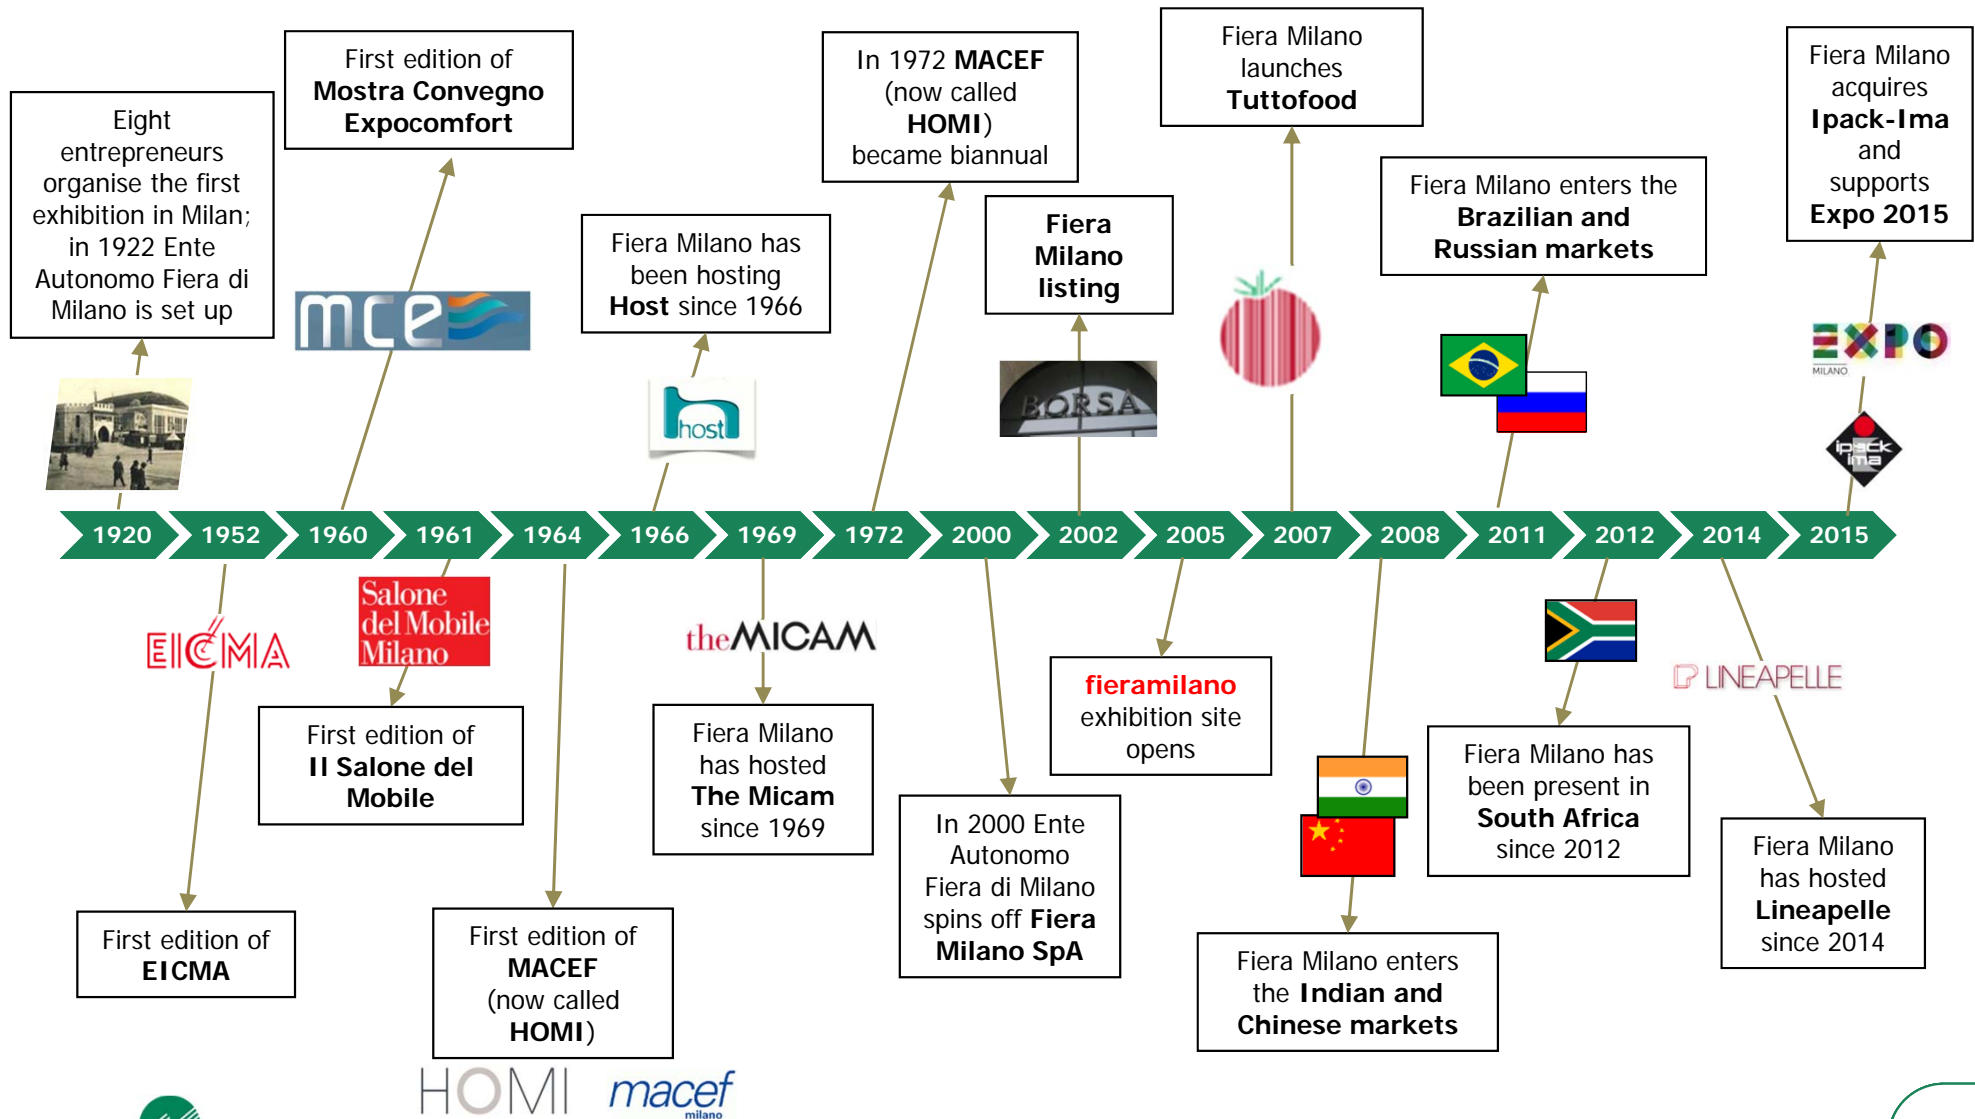 Eight
entrepreneurs
organise the first
exhibition in Milan;
in 1922 Ente
Autonomo Fiera di
Milano is set up
First edition of
Mostra Convegno
Expocomfort
mce
Fiera Milano has
been hosting
Host since 1966
host
In 1972 MACEF
(now called
HOMI)
became biannual
Fiera
Milano
listing
BORSA
Fiera Milano
launches
Tuttofood
Fiera Milano enters the
Brazilian and
Russian markets
Fiera Milano
acquires
Ipack-Ima
and
supports
Expo 2015
EXPO
MILANO
ipack
ima
1920 1952 1960 1961 1964 1966 1969 1972 2000 2002 2005 2007 2008 2011 2012 2014 2015
EICMA
First edition of
EICMA
Salone
del Mobile
Milano
First edition of
Il Salone del
Mobile
First edition of
MACEF
(now called
HOMI)
HOMI
macef
milano
theMICAM
Fiera Milano
has hosted
The Micam
since 1969
In 2000 Ente
Autonomo
Fiera di Milano
spins off Fiera
Milano SpA
fieramilano
exhibition site
opens
Fiera Milano enters
the Indian and
Chinese markets
Fiera Milano has
been present in
South Africa
since 2012
LINEAPELLE
Fiera Milano
has hosted
Lineapelle
since 2014